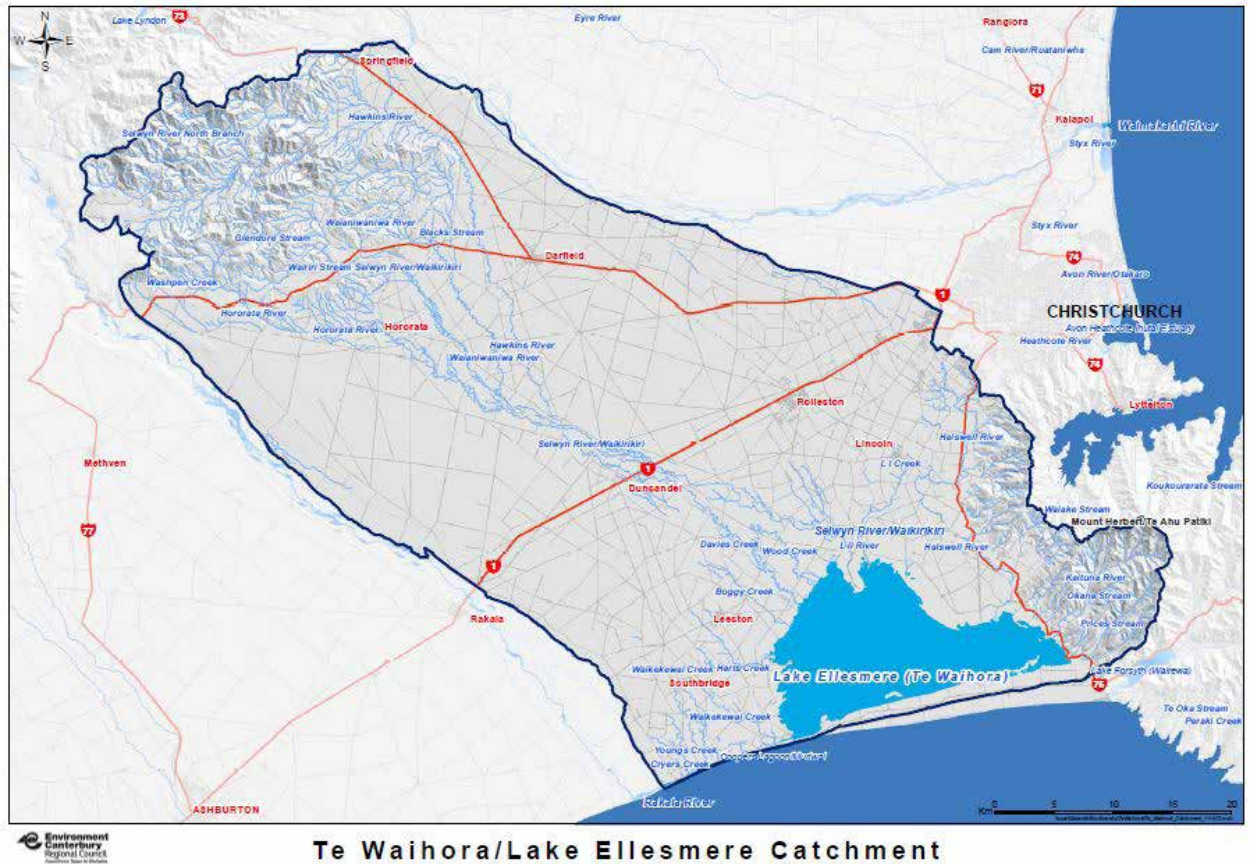 N
W E
S
73
Lake Lyndon
Eyre River
Rangiora
Cam River/Ruataniwha
71
Kaiapoi
Waimakariri River
Styx River
Springfield
Hawkins River
Selwyn River North Branch
Waianiwaniwa River
Blacks Stream
Glendore Stream
Wairiri Stream Selwyn River/Waikirikiri
Darfield
Washpen Creek
Hororata River
Hororata River
Hororata
Hawkins River
Waianiwaniwa River
Styx River
74
Avon River/Otakaro
1
CHRISTCHURCH
Heathcote River
74
Lyttelton
Rolleston
Lincoln
Halswell River
L I Creek
Selwyn River/Waikirikiri
1
Dunsandel
Methven
77
Koukourarata Stream
Waiake Stream
Mount Herbert/Te Ahu Patiki
Selwyn River/Waikirikiri
L-II River
Halswell River
Davies Creek
Wood Creek
1
Boggy Creek
Kaituna River
Okana Stream
Prices Stream
Rakaia
Leeston
Waikekewai Creek
Harts Creek
Southbridge
Lake Ellesmere (Te Waihora)
Lake Forsyth (Wairewa)
75
Te Oka Stream
Peraki Creek
Waikekewai Creek
Youngs Creek
Cryers Creek
Rakaia River
ASHBURTON
Km
0 5 10 15 20
Environment
Canterbury
Regional Council
Te Waihora/Lake Ellesmere Catchment